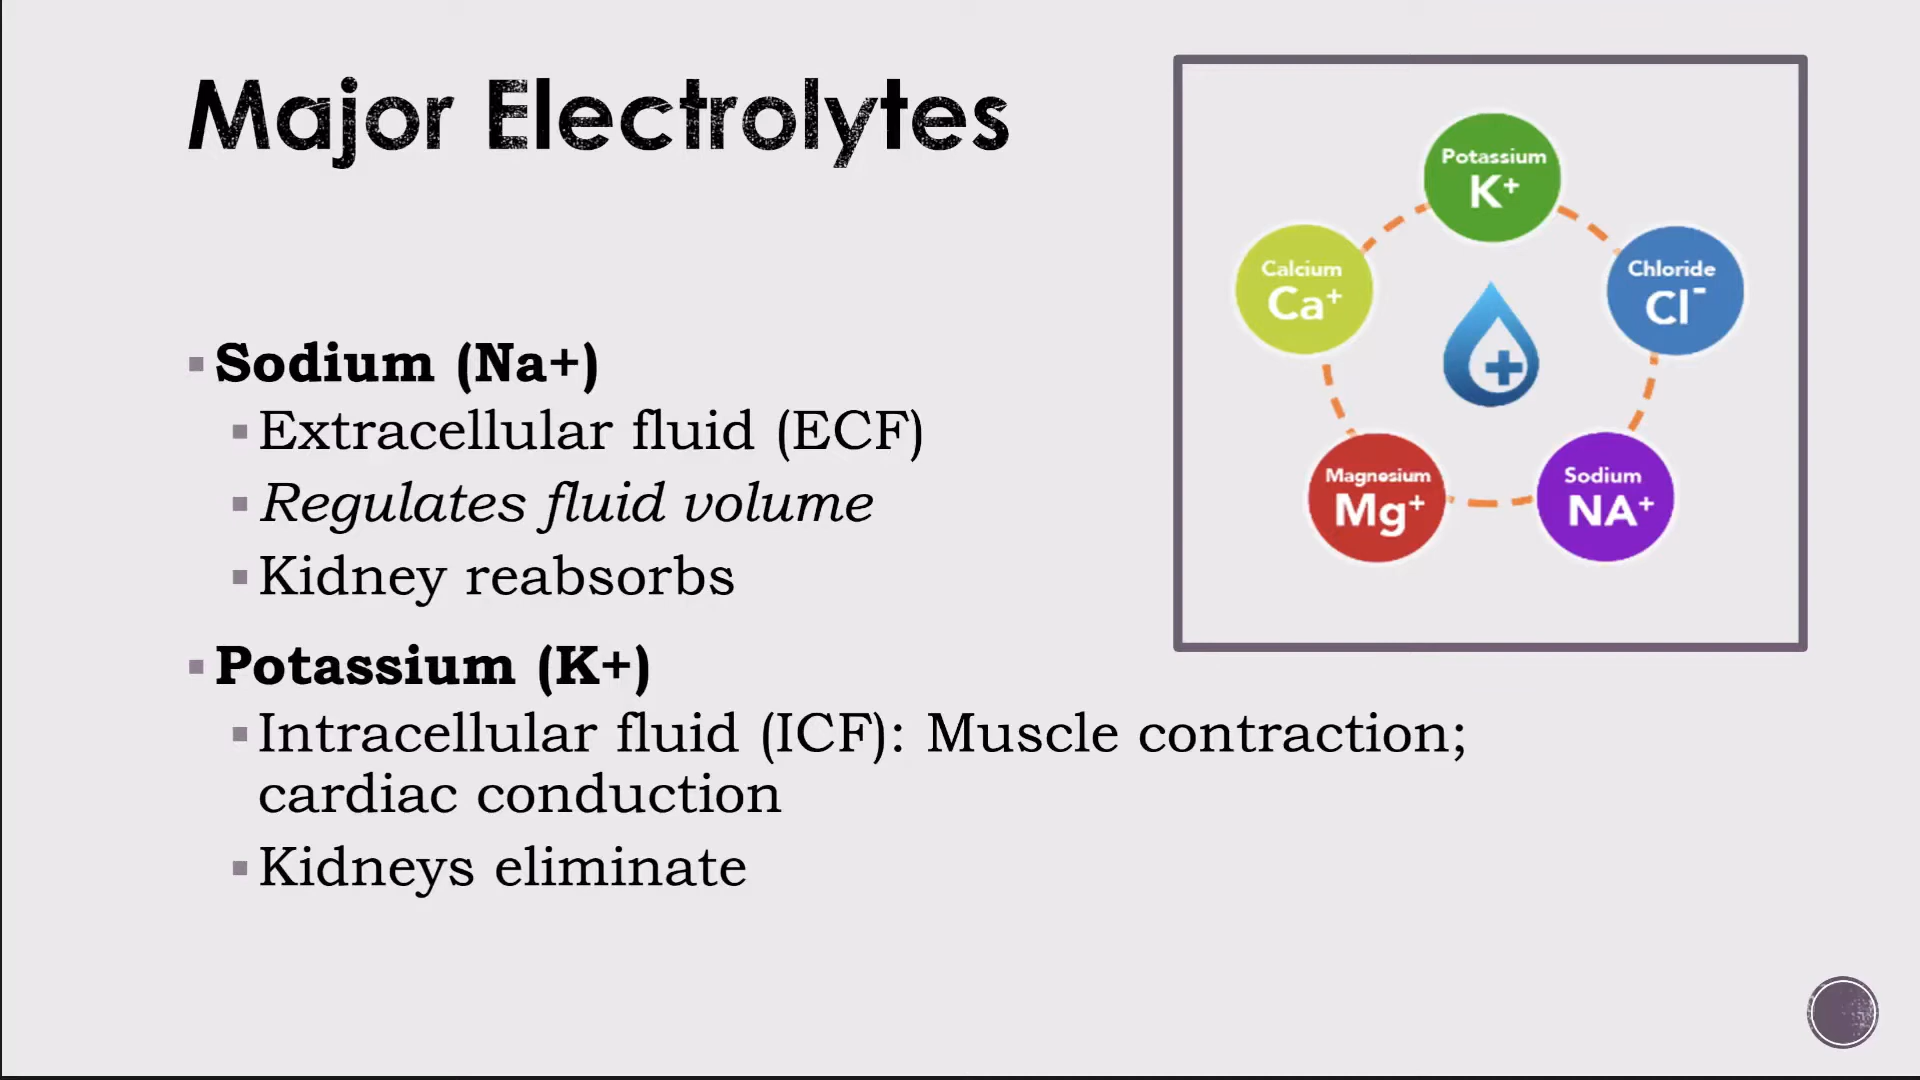 Major Electrolytes
Sodium (Na+)
Extracellular fluid (ECF)
Regulates fluid volume
Kidney reabsorbs
Potassium (K+)
Intracellular fluid (ICF): Muscle contraction;
cardiac conduction
Kidneys eliminate
Potassium
K+
Calcium
Ca+
Chloride
Cl-
Magnesium
Mg+
Sodium
NA+